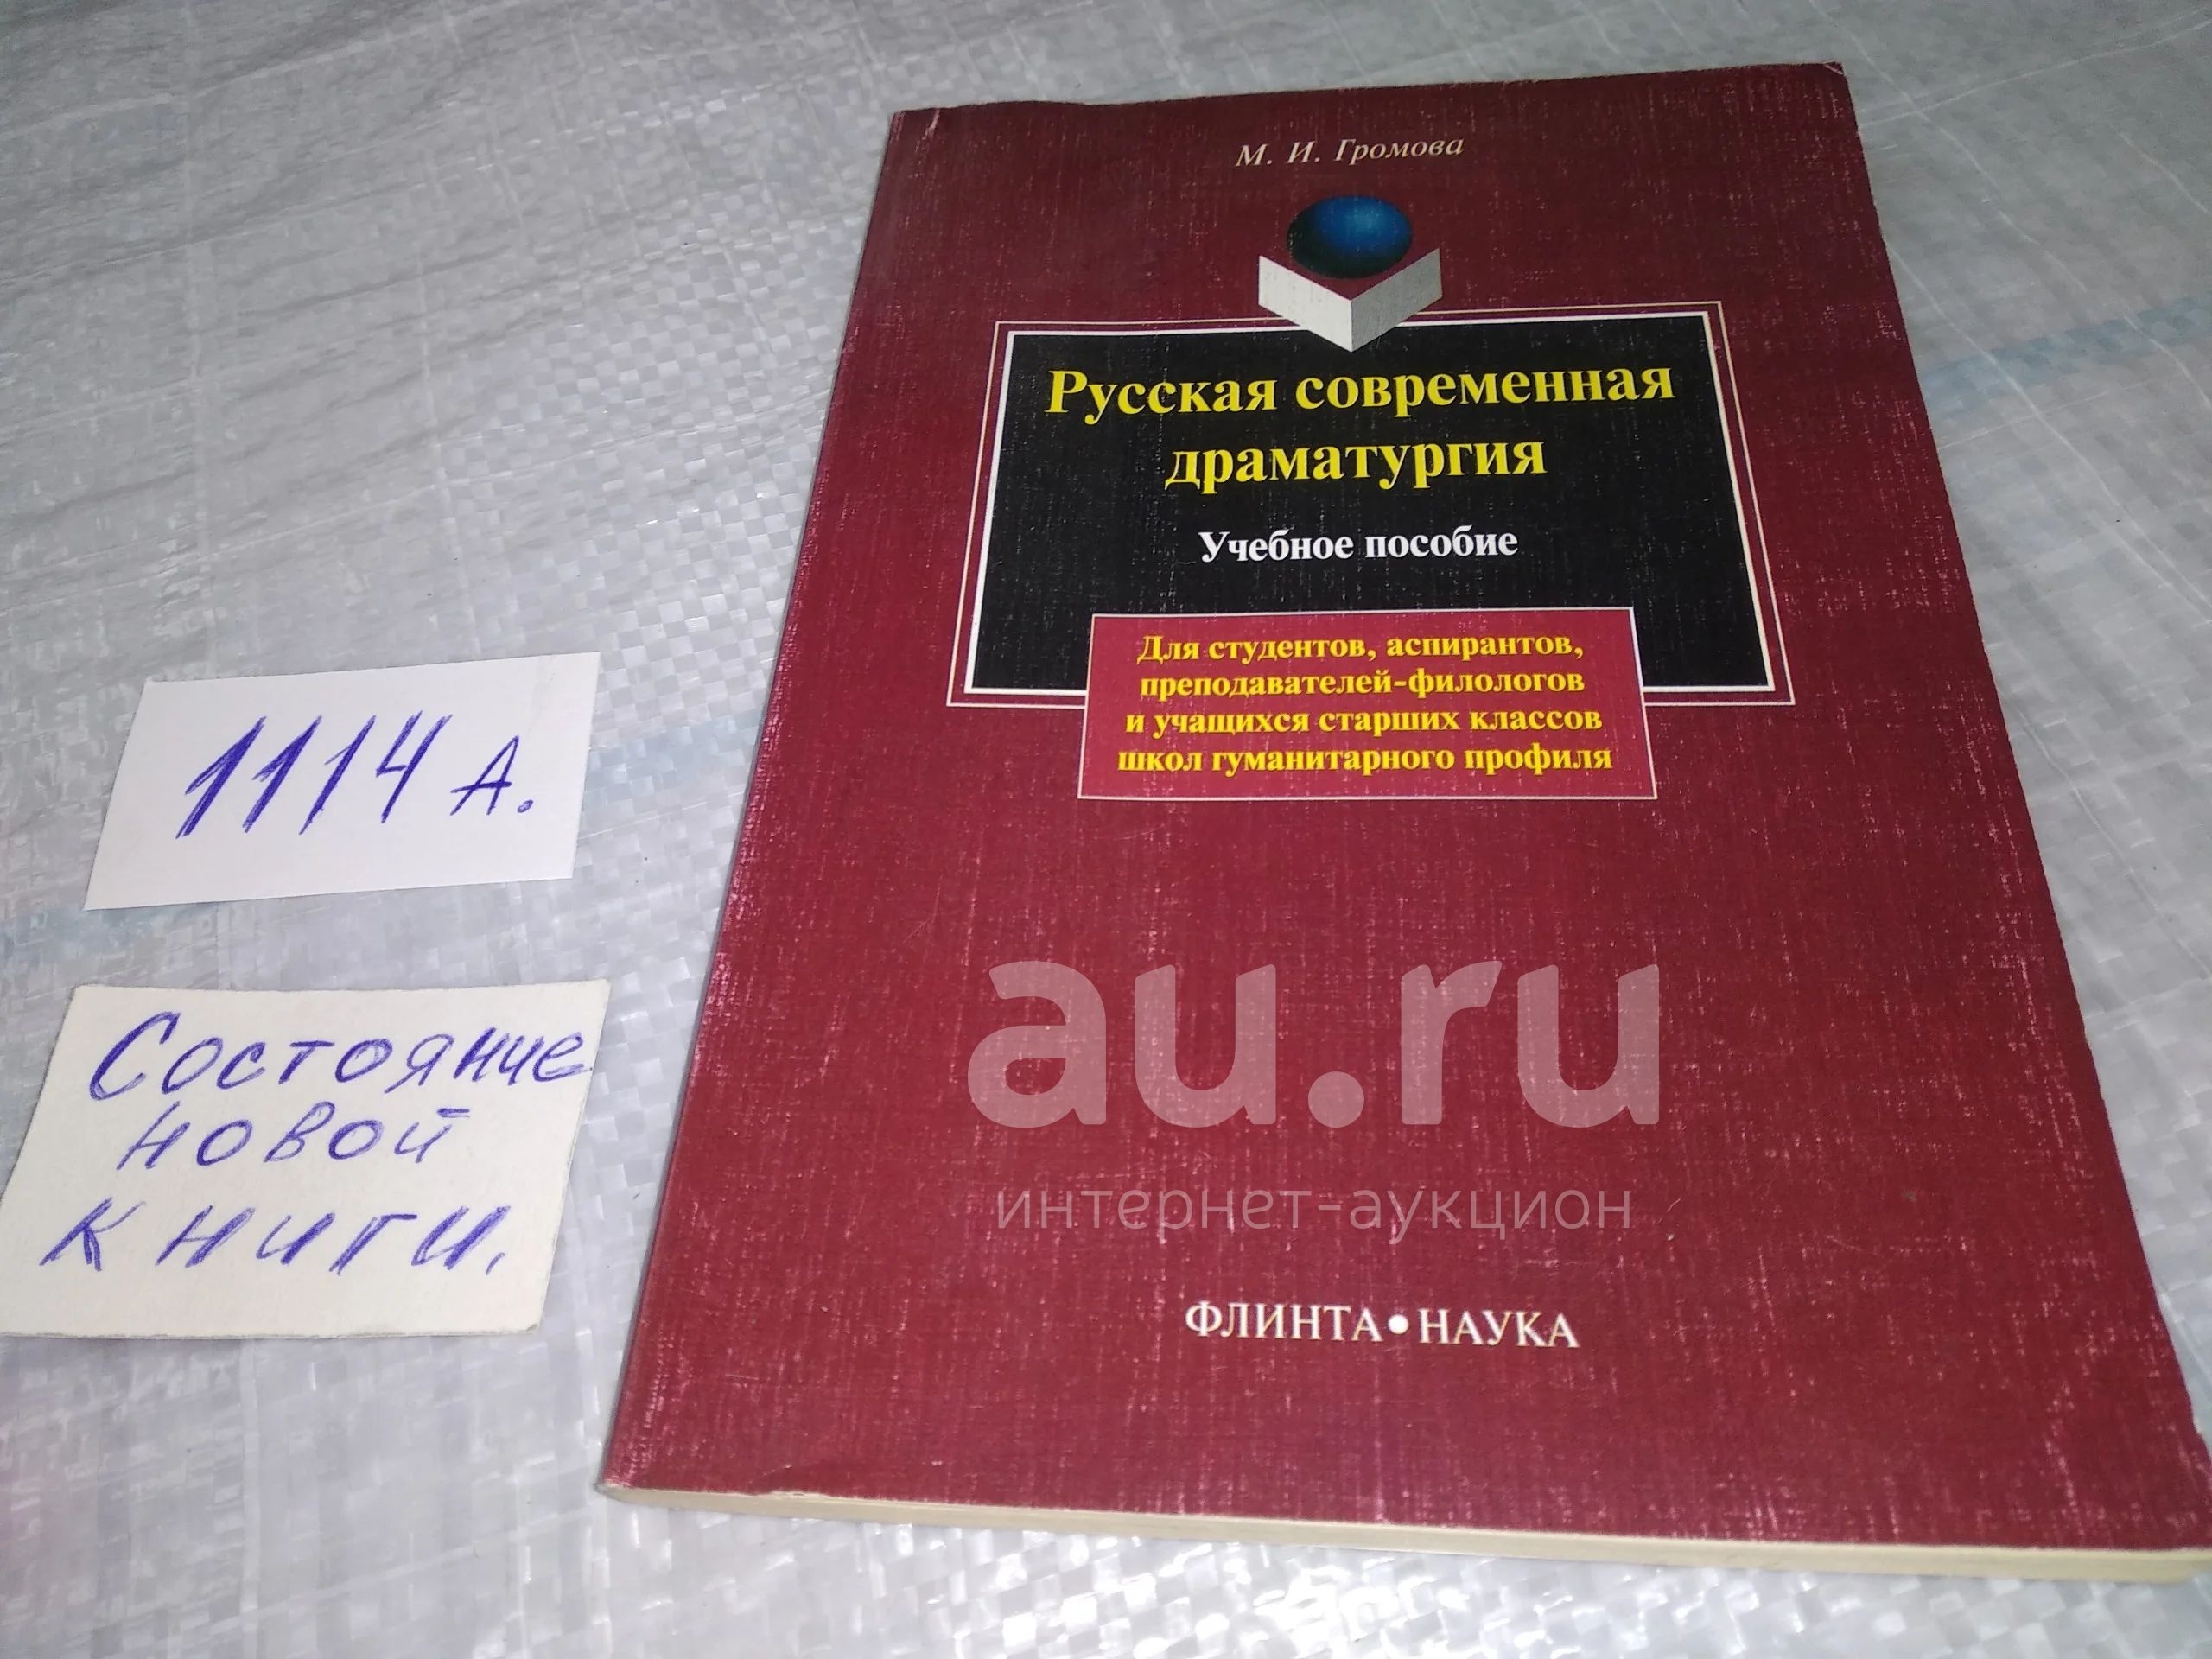 М. И. Громова
Русская современная
драматургия
Учебное пособие
Для студентов, аспирантов,
преподавателей-филологов
и учащихся старших классов
школ гуманитарного профиля
1114 А.
Состояние
новой
книги.
au.ru
интернет-аукцион
ФЛИНТА • НАУКА